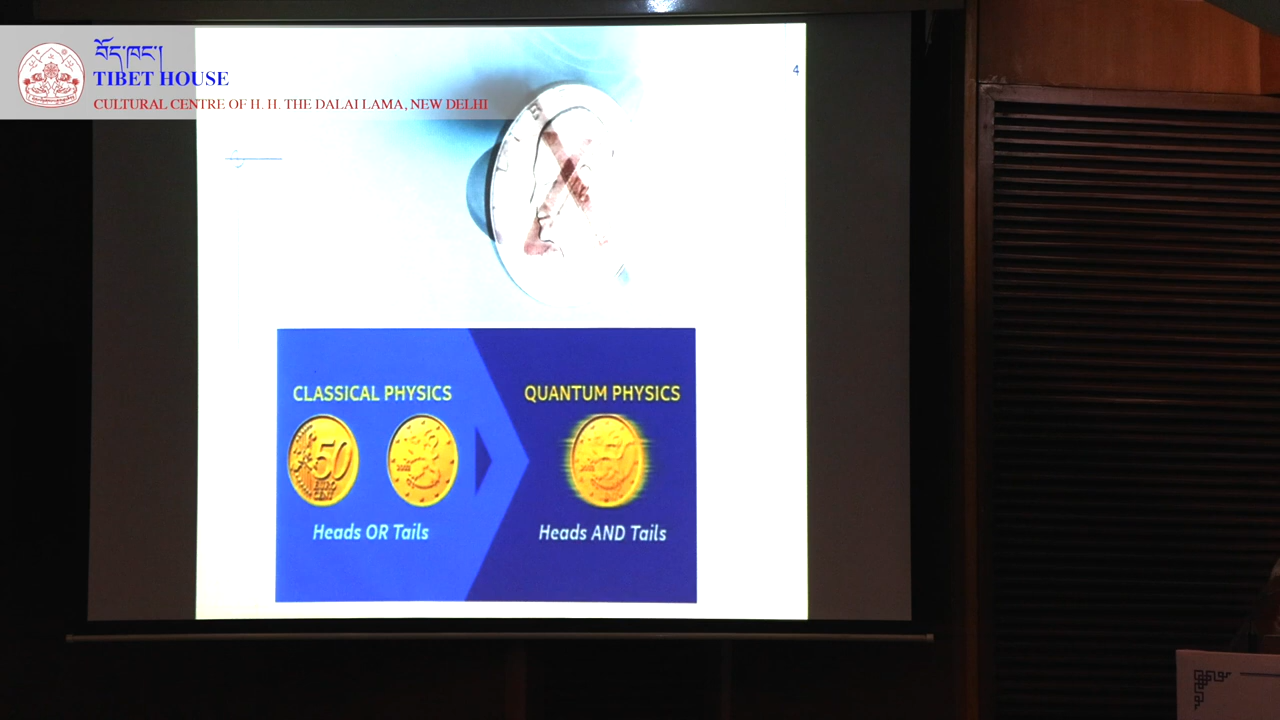 བོད་ཁང་།
TIBET HOUSE
CULTURAL CENTRE OF H. H. THE DALAI LAMA, NEW DELHI
4
CLASSICAL PHYSICS
QUANTUM PHYSICS
50
EURO
CENT
Heads OR Tails
Heads AND Tails